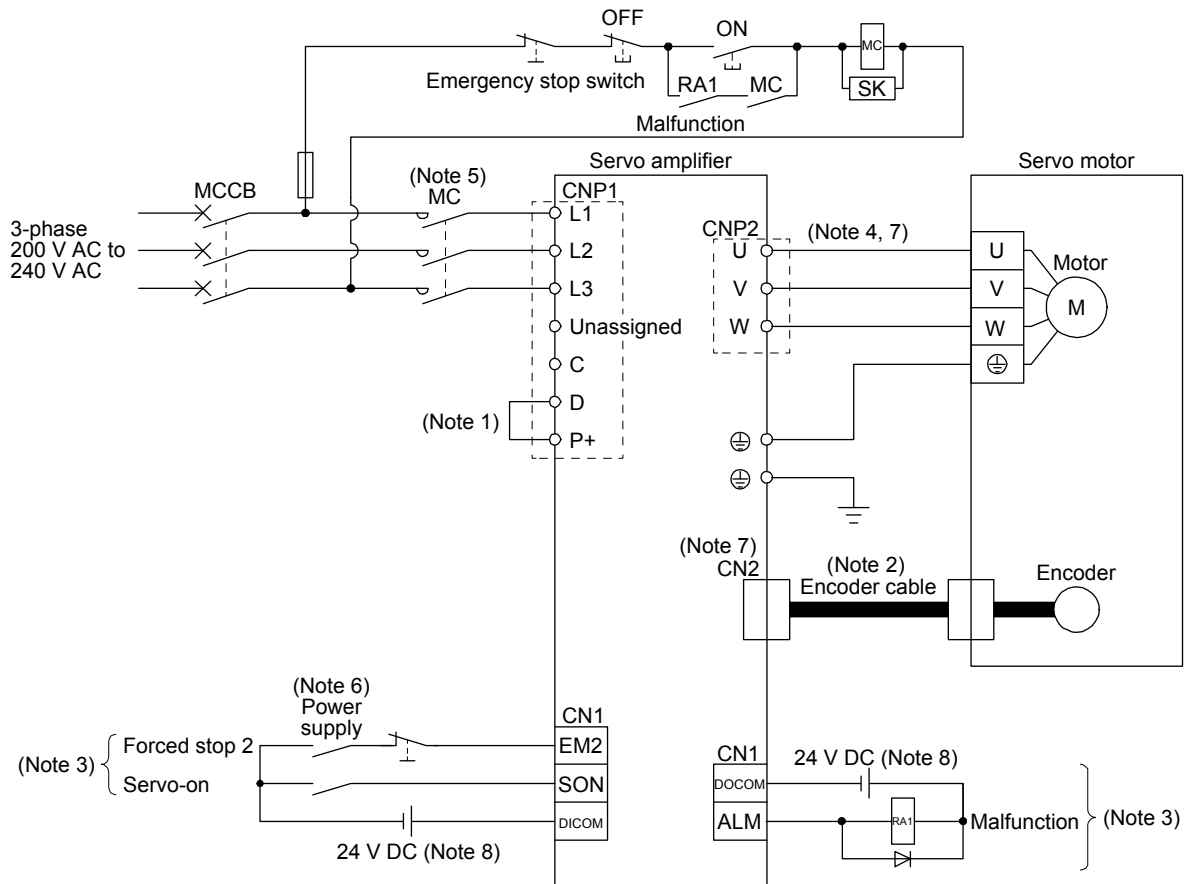 OFF
ON
MC
Emergency stop switch
RA1
MC
SK
Malfunction
Servo amplifier
Servo motor
MCCB
(Note 5)
MC
CNP1
3-phase
200 V AC to
240 V AC
L1
L2
L3
Unassigned
C
D
P+
(Note 1)
CNP2
U
V
W
(Note 4, 7)
U
V
W
Motor
M
(Note 7)
CN2
(Note 2)
Encoder cable
Encoder
(Note 6)
Power
supply
CN1
(Note 3)
Forced stop 2
Servo-on
EM2
SON
DICOM
24 V DC (Note 8)
CN1
DOCOM
ALM
24 V DC (Note 8)
RA1
Malfunction
(Note 3)